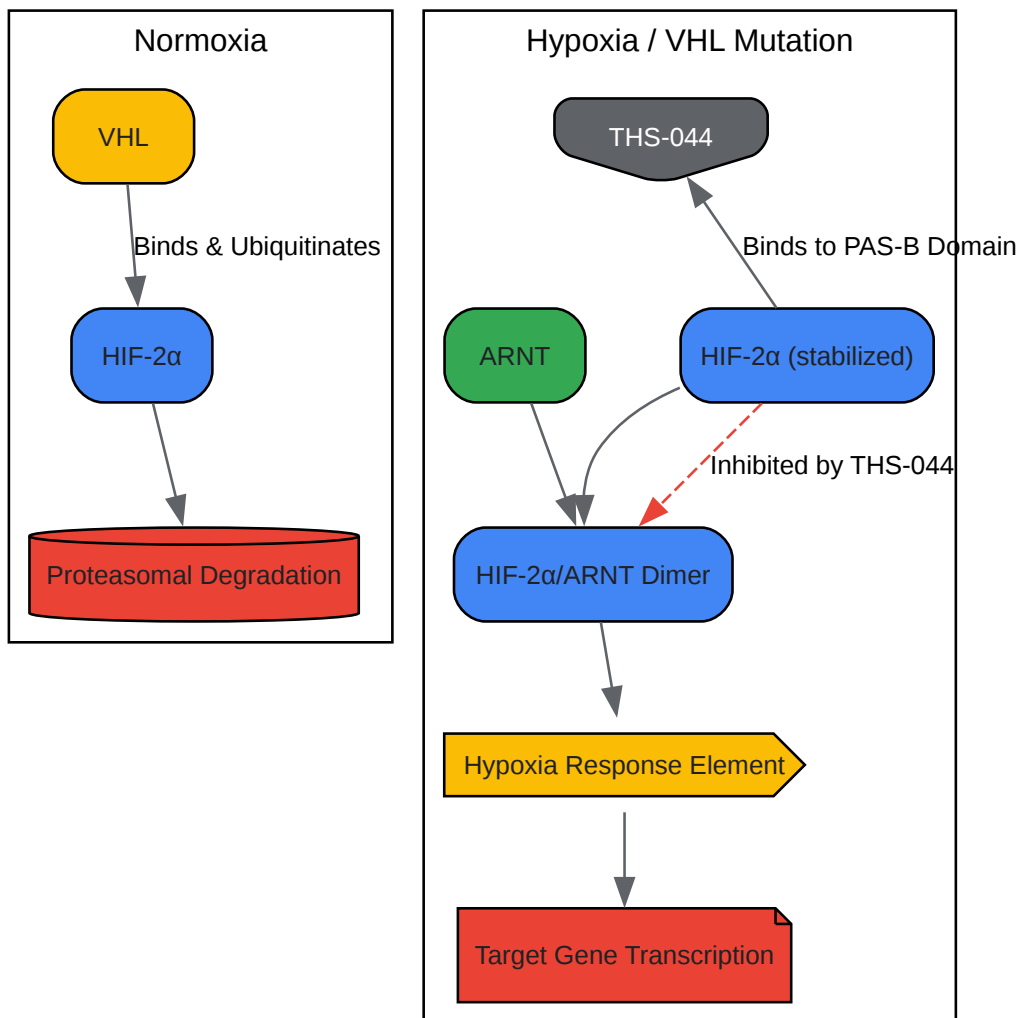 Normoxia
VHL
Binds & Ubiquitinates
HIF-2α
Proteasomal Degradation
Hypoxia / VHL Mutation
THS-044
Binds to PAS-B Domain
ARNT
HIF-2α (stabilized)
Inhibited by THS-044
HIF-2α/ARNT Dimer
Hypoxia Response Element
Target Gene Transcription